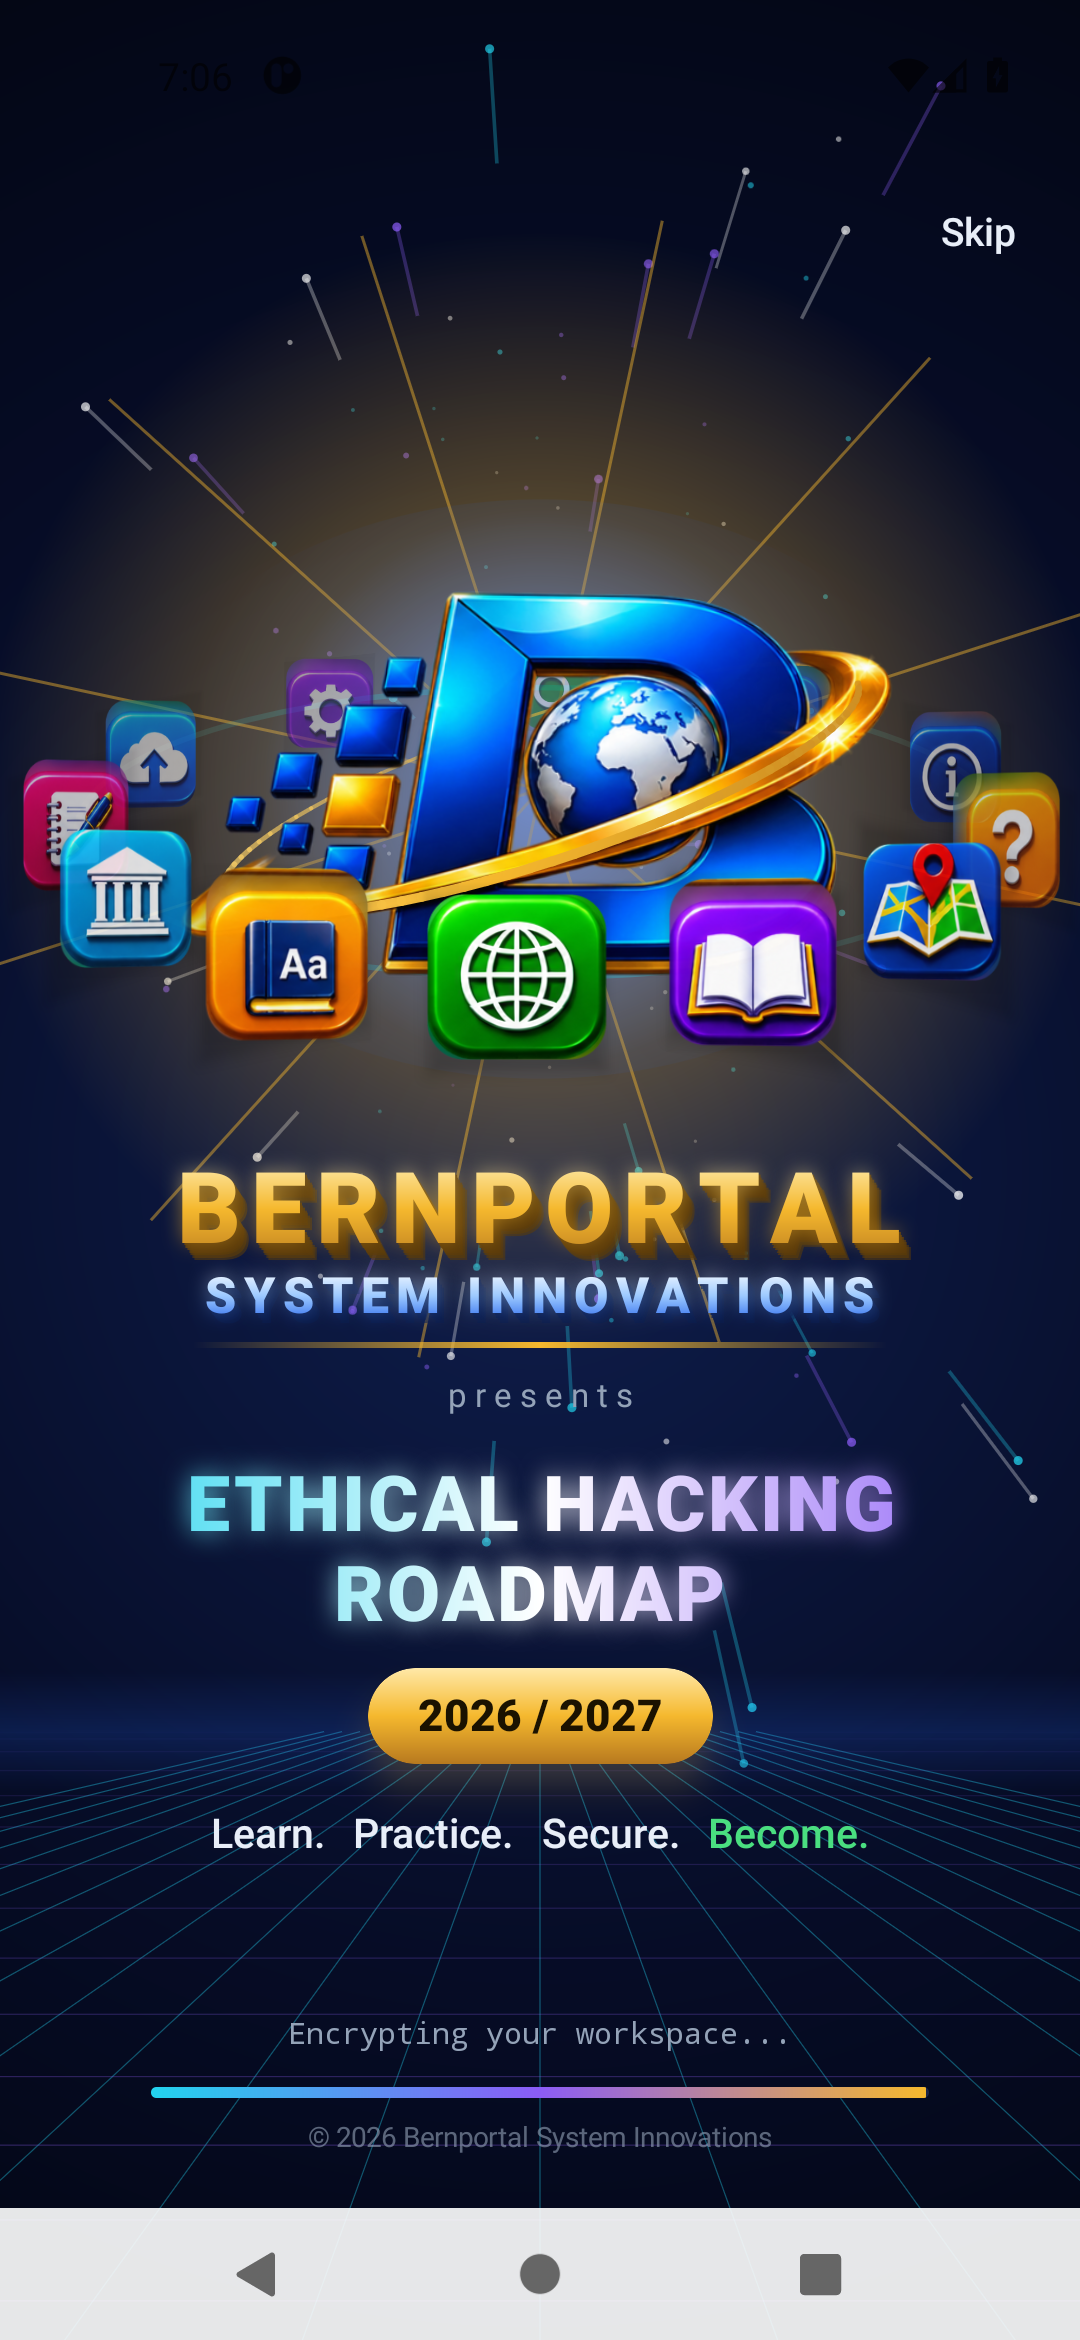 7:06
Skip
Aa
BERNPORTAL
SYSTEM INNOVATIONS
presents
ETHICAL HACKING
ROADMAP
2026 / 2027
Learn. Practice. Secure. Become.
Encrypting your workspace...
© 2026 Bernportal System Innovations